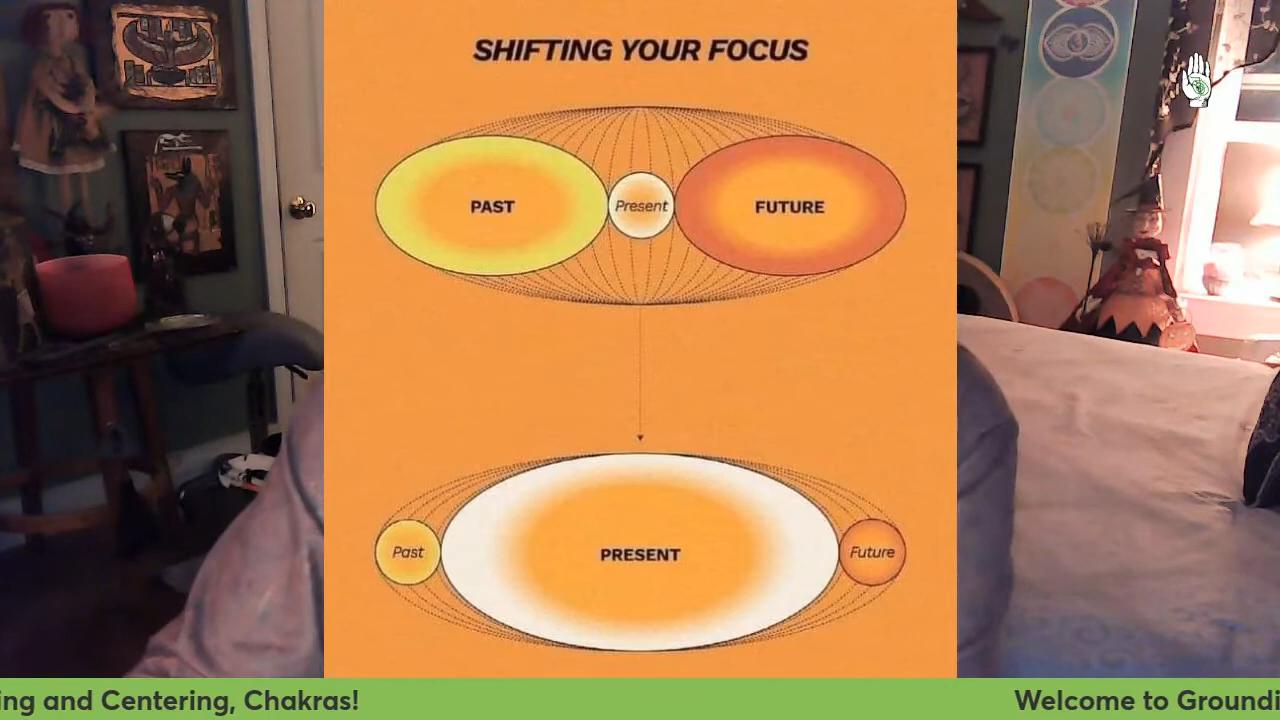 SHIFTING YOUR FOCUS
PAST
Present
FUTURE
Past
PRESENT
Future
ing and Centering, Chakras!
Welcome to Groundi